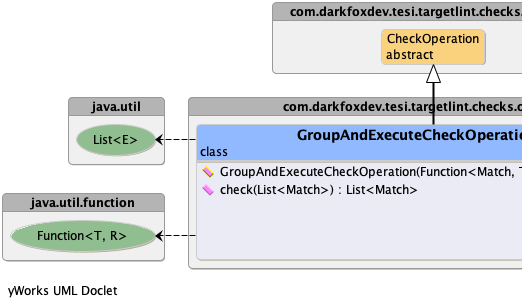 com.darkfoxdev.tesi.targetlint.checks.
CheckOperation
abstract
java.util
List<E>
com.darkfoxdev.tesi.targetlint.checks.c
GroupAndExecuteCheckOperatio
class
GroupAndExecuteCheckOperation(Function<Match, T
check(List<Match>) : List<Match>
java.util.function
Function<T, R>
yWorks UML Doclet